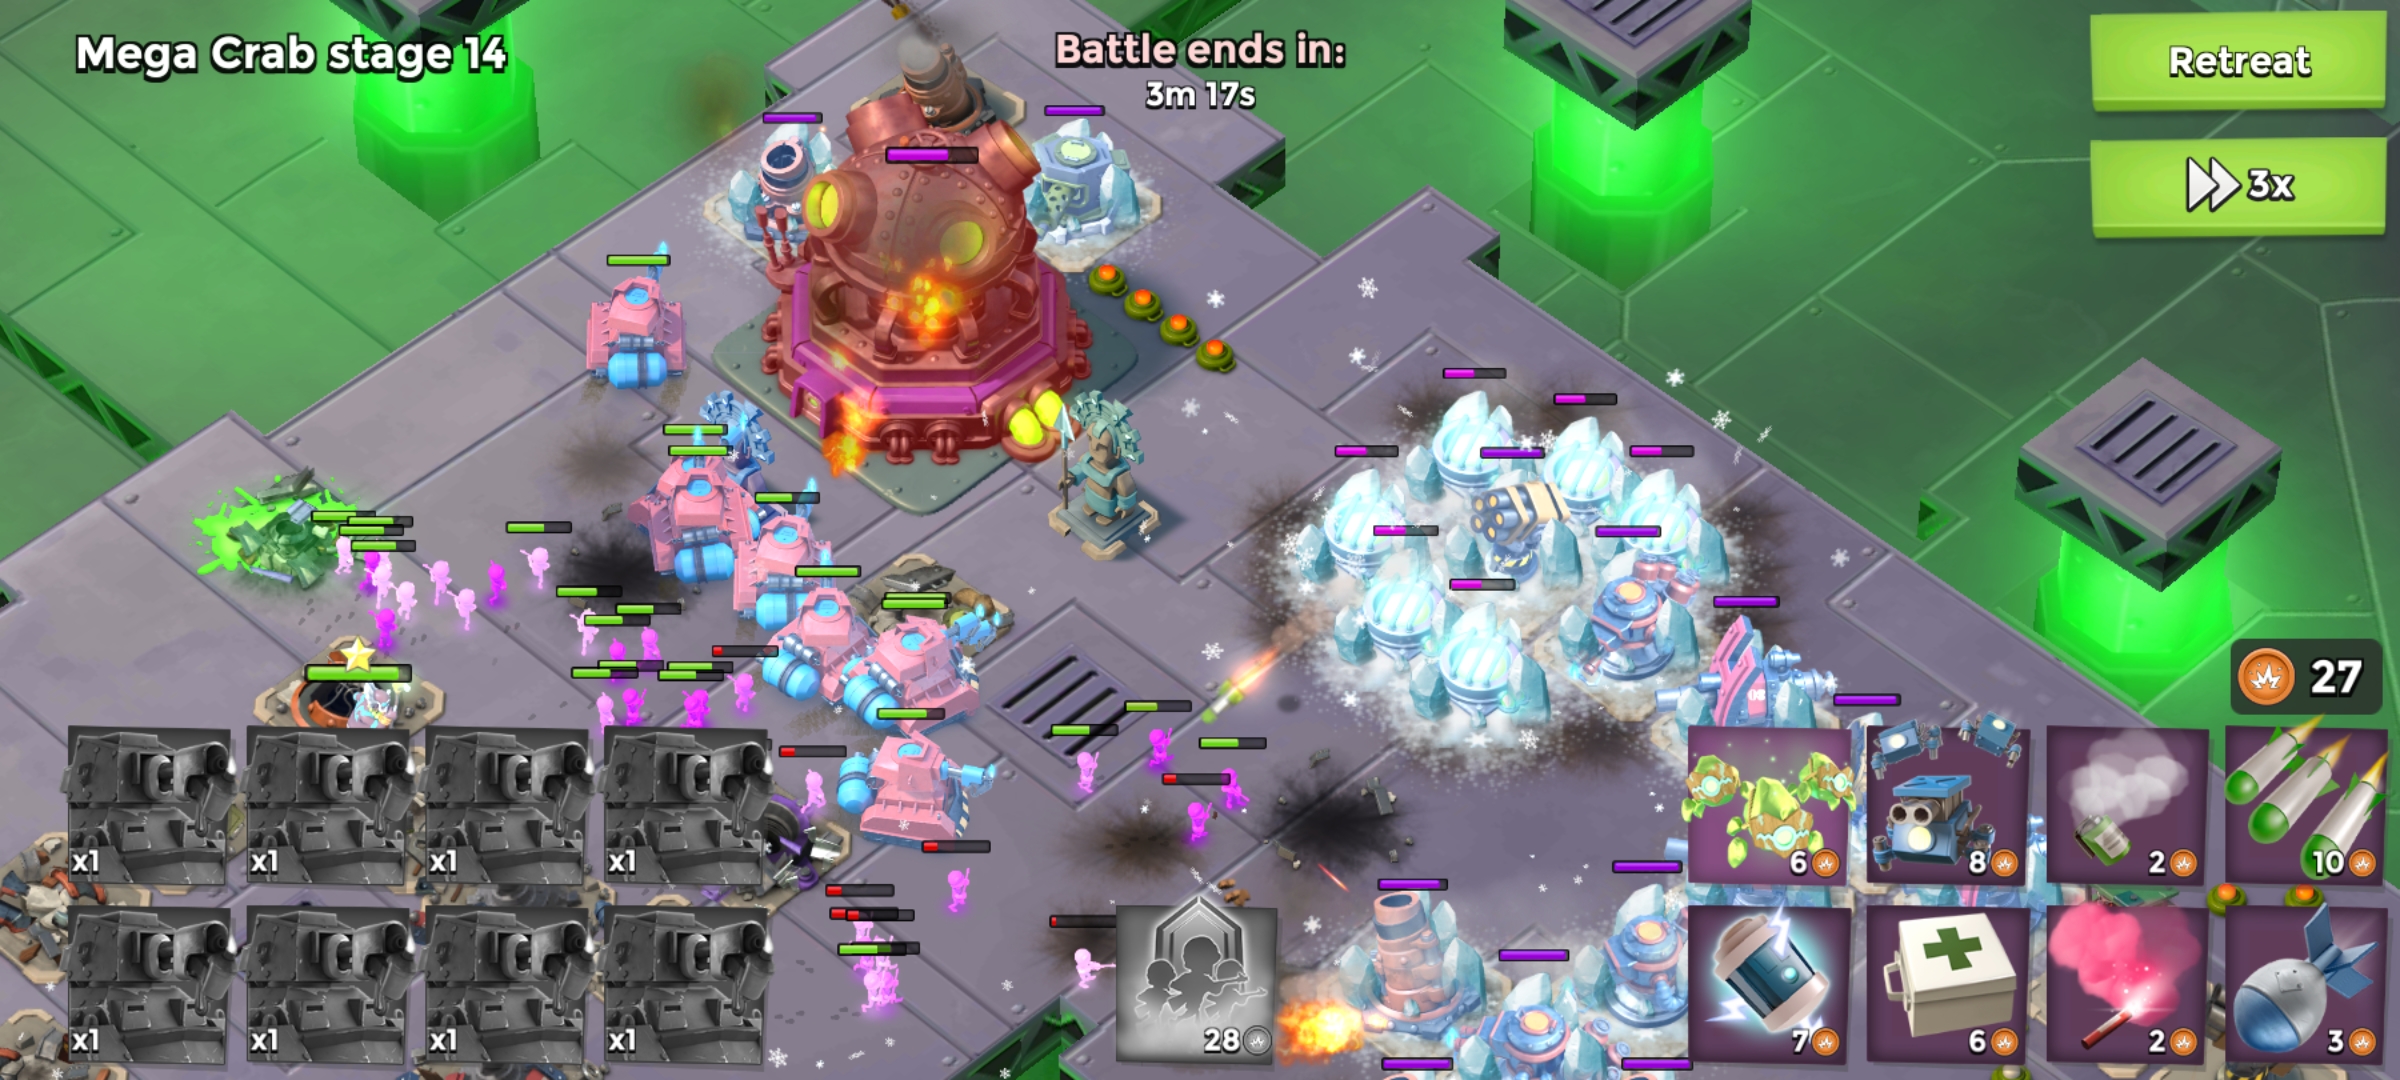 Mega Crab stage 14
Battle ends in:
3m 17s
Retreat
3x
27
x1
x1
x1
x1
6
8
2
10
x1
x1
x1
x1
28
7
6
2
3